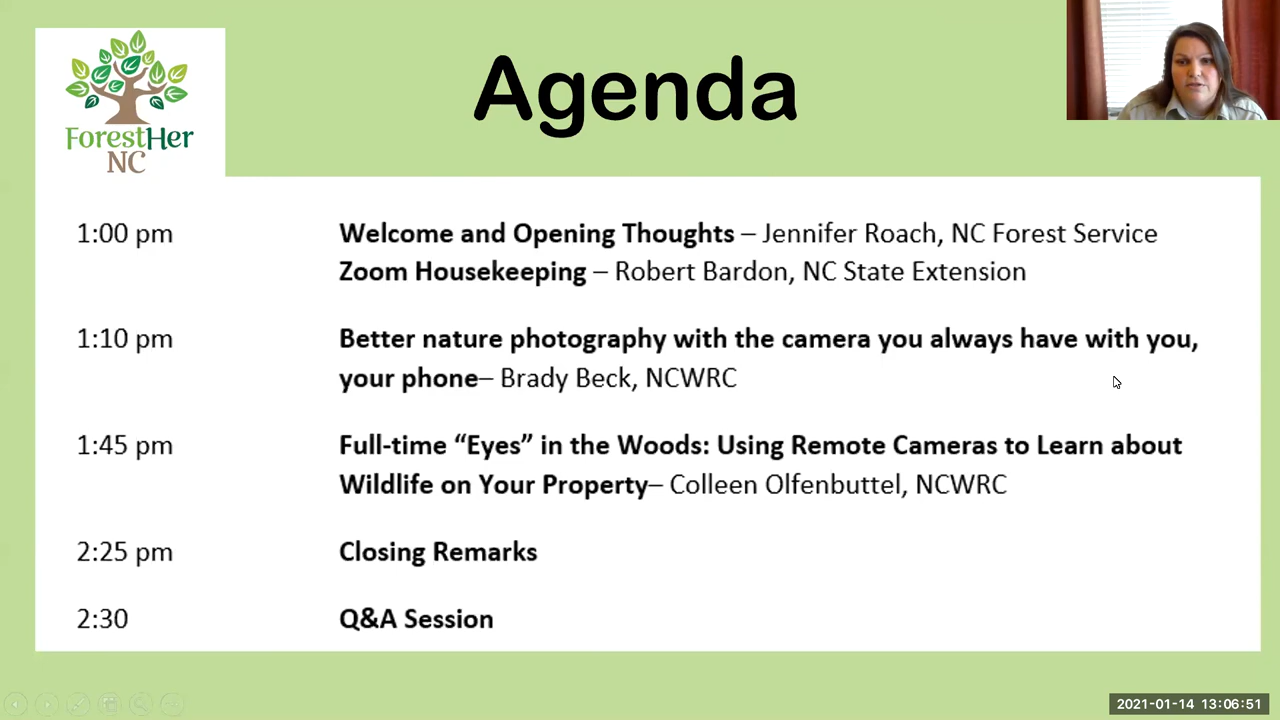 ForestHer
NC
Agenda
1:00 pm
Welcome and Opening Thoughts – Jennifer Roach, NC Forest Service
Zoom Housekeeping – Robert Bardon, NC State Extension
1:10 pm
Better nature photography with the camera you always have with you,
your phone– Brady Beck, NCWRC
1:45 pm
Full-time “Eyes” in the Woods: Using Remote Cameras to Learn about
Wildlife on Your Property– Colleen Olfenbuttel, NCWRC
2:25 pm
Closing Remarks
2:30
Q&A Session
2021-01-14 13:06:51